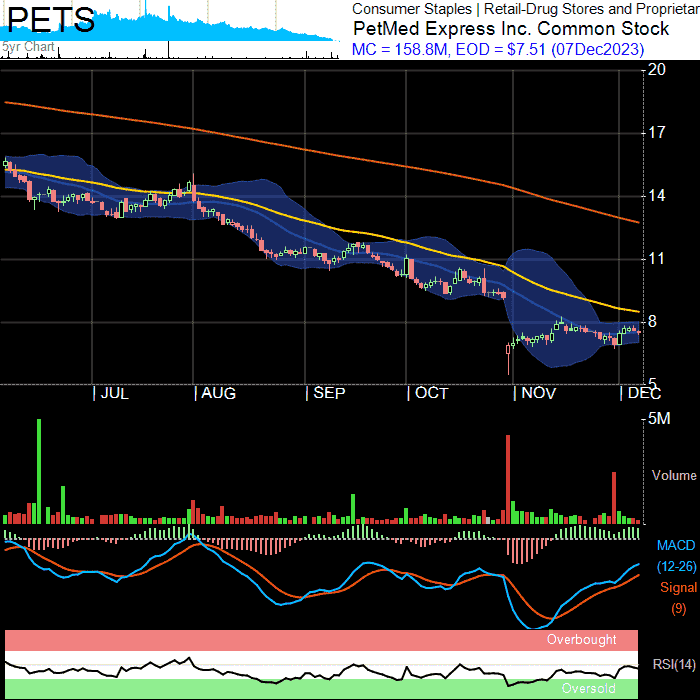 PETS
5yr Chart
Consumer Staples | Retail-Drug Stores and Proprietar
PetMed Express Inc. Common Stock
MC = 158.8M, EOD = $7.51 (07Dec2023)
20
17
14
11
8
5
JUL AUG SEP OCT NOV DEC
5M
Volume
MACD
(12-26)
Signal
(9)
Overbought
RSI(14)
Oversold